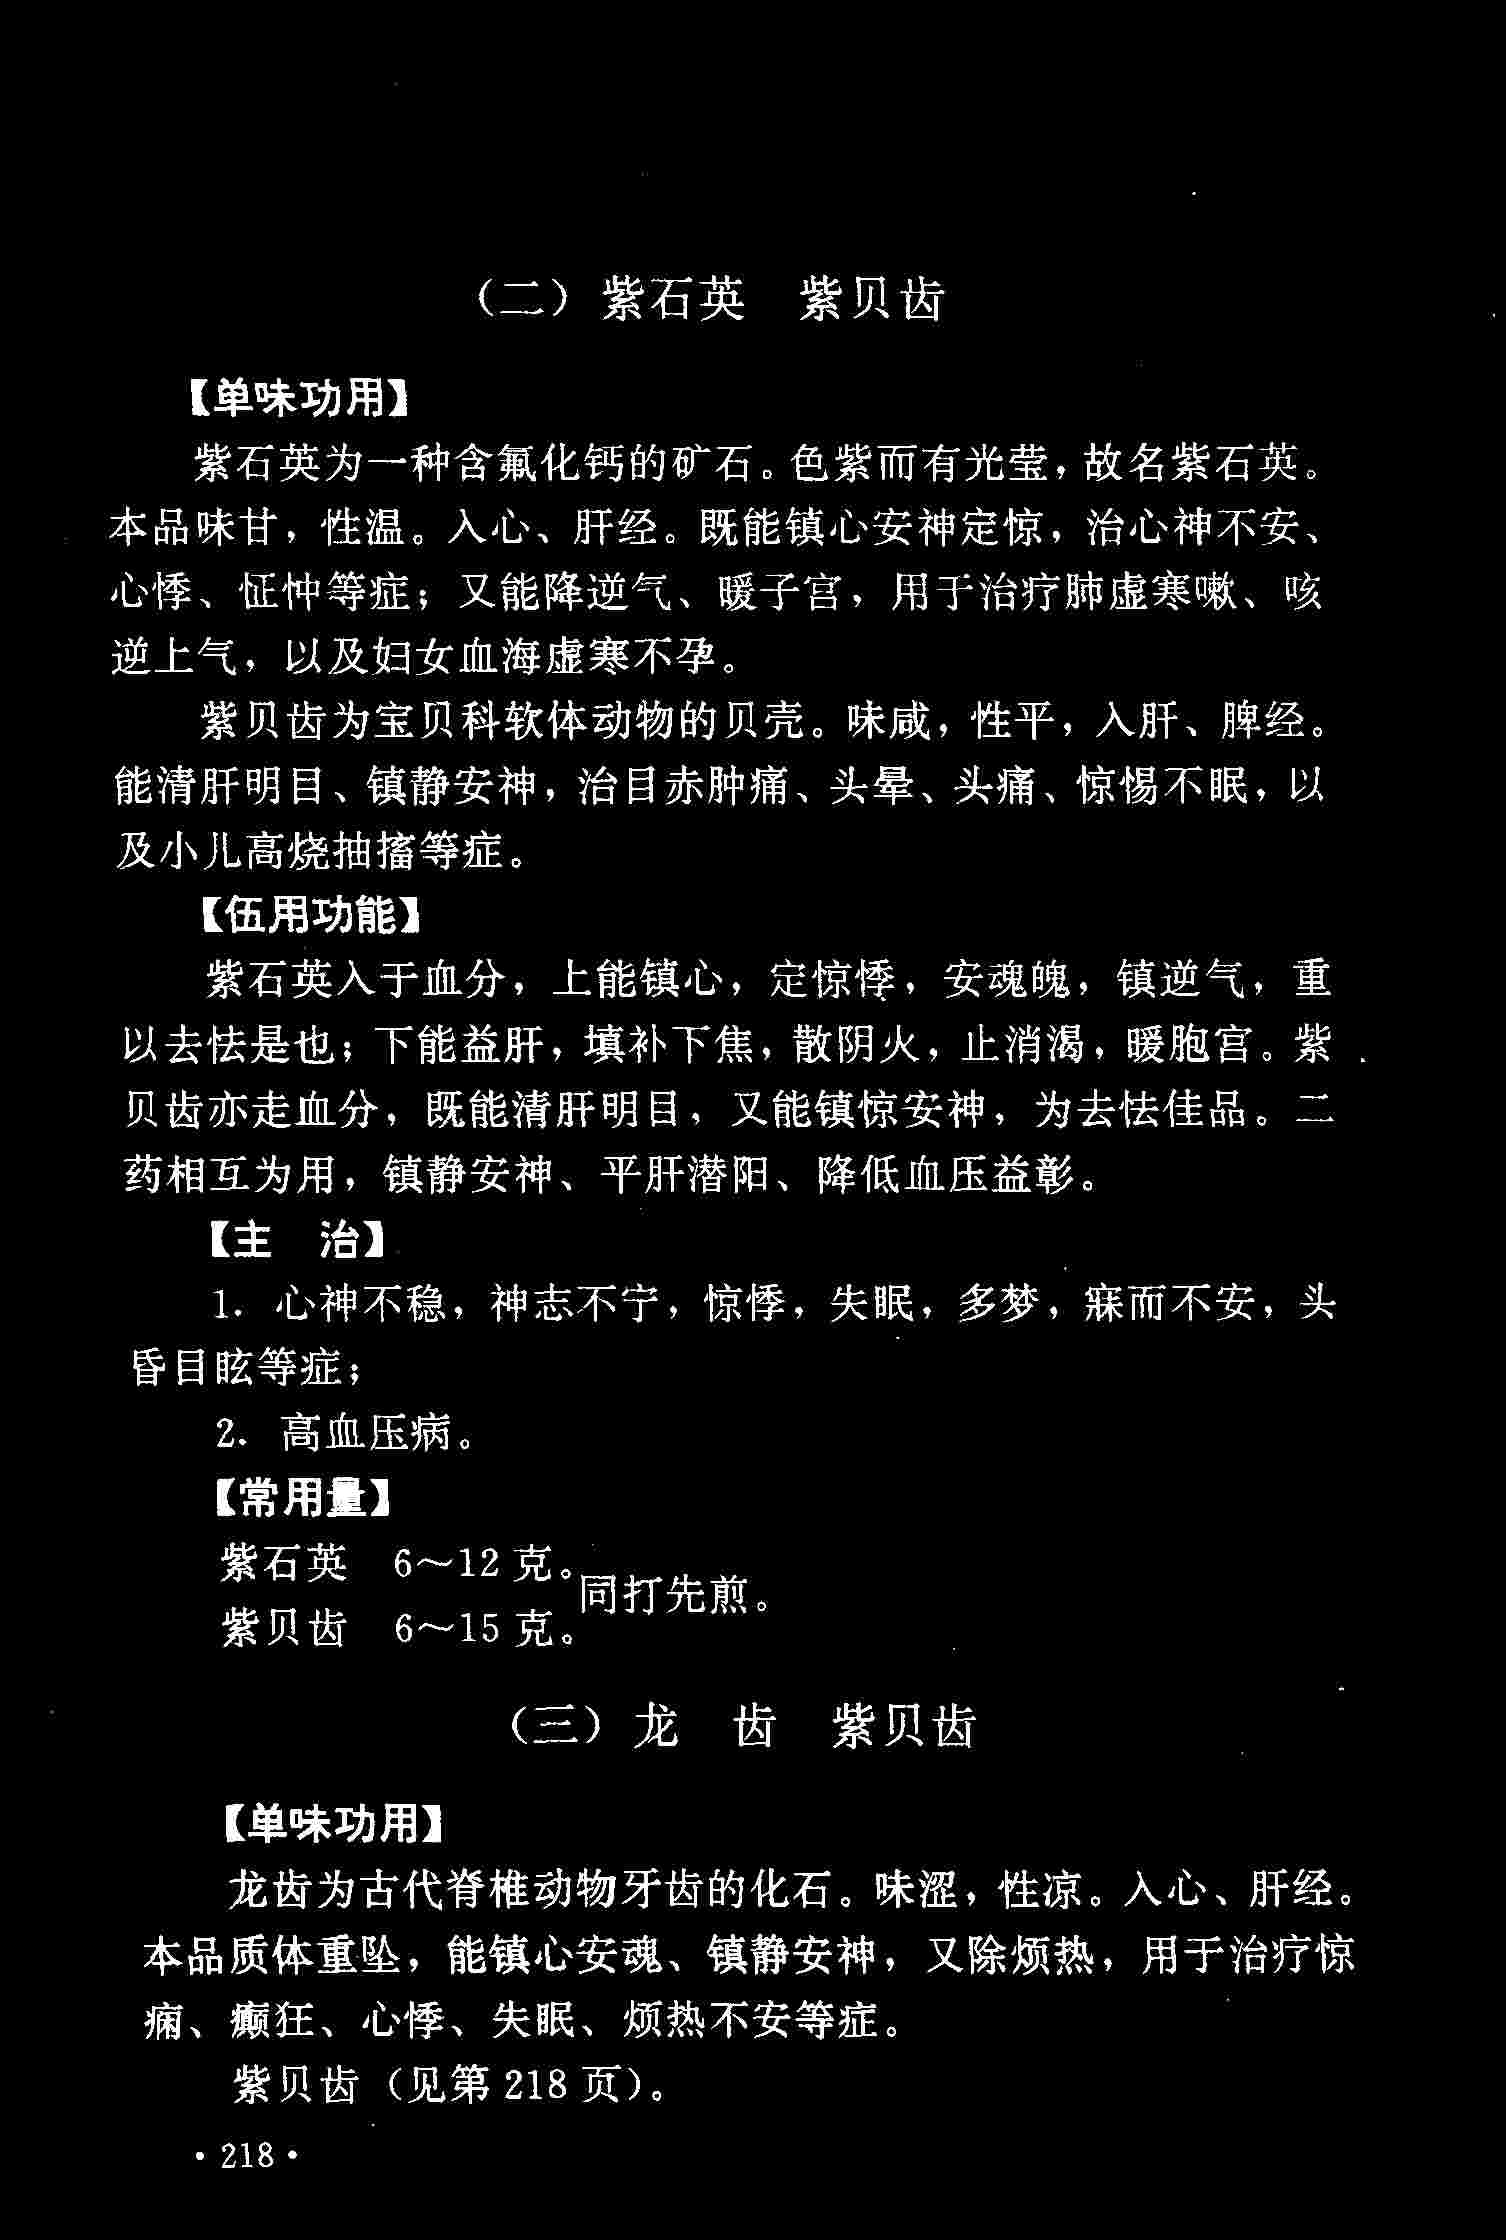 （二）紫石英　紫贝齿
【单味功用】
紫石英为一种含氟化钙的矿石。色紫而有光莹，故名紫石英。
本品味甘，性温。入心、肝经。既能镇心安神定惊，治心神不安、
心悸、怔忡等症；又能降逆气、暖子宫，用于治疗肺虚寒嗽、咳
逆上气，以及妇女血海虚寒不孕。
紫贝齿为宝贝科软体动物的贝壳。味咸，性平，入肝、脾经。
能清肝明目、镇静安神，治目赤肿痛、头晕、头痛、惊惕不眠，以
及小儿高烧抽搐等症。
【伍用功能】
紫石英入于血分，上能镇心，定惊悸，安魂魄，镇逆气，重
以去怯是也；下能益肝，填补下焦，散阴火，止消渴，暖胞宫。紫
贝齿亦走血分，既能清肝明目，又能镇惊安神，为去怯佳品。二
药相互为用，镇静安神、平肝潜阳、降低血压益彰。
【主　治】
1. 心神不稳，神志不宁，惊悸，失眠，多梦，寐而不安，头
昏目眩等症；
2. 高血压病。
【常用量】
紫石英　6～12 克。
同打先煎。
紫贝齿　6～15 克。
（三）龙　齿　紫贝齿
【单味功用】
龙齿为古代脊椎动物牙齿的化石。味涩，性凉。入心、肝经。
本品质体重坠，能镇心安魂、镇静安神，又除烦热，用于治疗惊
痫、癫狂、心悸、失眠、烦热不安等症。
紫贝齿（见第 218 页）。
· 218 ·